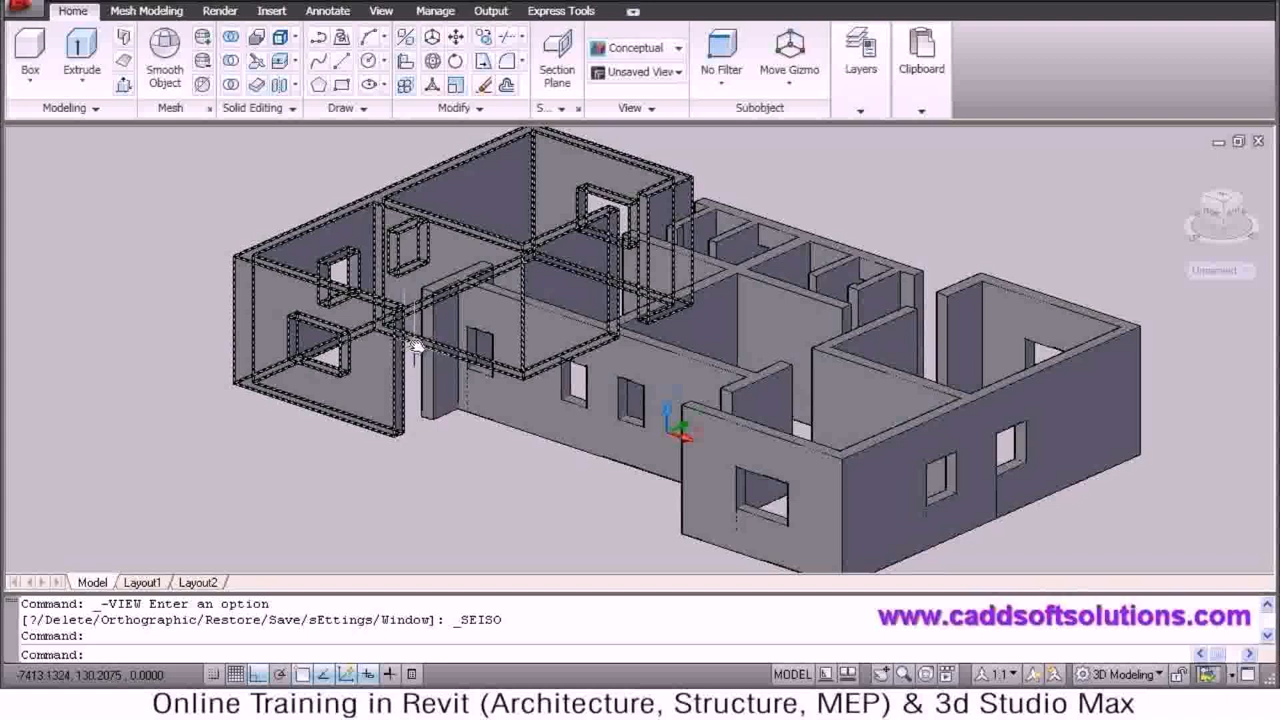 Home Mesh Modeling Render Insert Annotate View Manage Output Express Tools
Box
Extrude
Smooth
Object
Section
Plane
Conceptual
Unsaved View
No Filter
Move Gizmo
Layers
Clipboard
Modeling
Mesh
Solid Editing
Draw
Modify
S...
View
Subobject
Unnamed
Model Layout1 Layout2
Command: _-VIEW Enter an option
[?/Delete/Orthographic/Restore/Save/sEttings/Window]: _SEISO
Command:
Command:
www.caddsoftsolutions.com
-7413.1324, 130.2075 , 0.0000
MODEL
1:1
3D Modeling
Online Training in Revit (Architecture, Structure, MEP) & 3d Studio Max